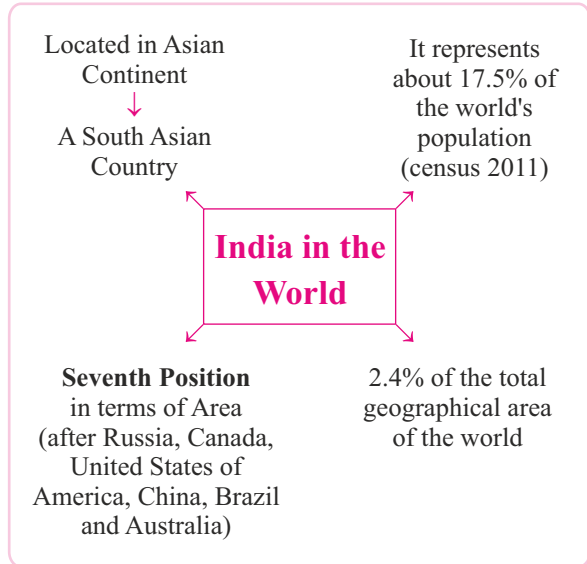 Located in Asian
Continent
↓
A South Asian
Country
It represents
about 17.5% of
the world's
population
(census 2011)
India in the
World
Seventh Position
in terms of Area
(after Russia, Canada,
United States of
America, China, Brazil
and Australia)
2.4% of the total
geographical area
of the world